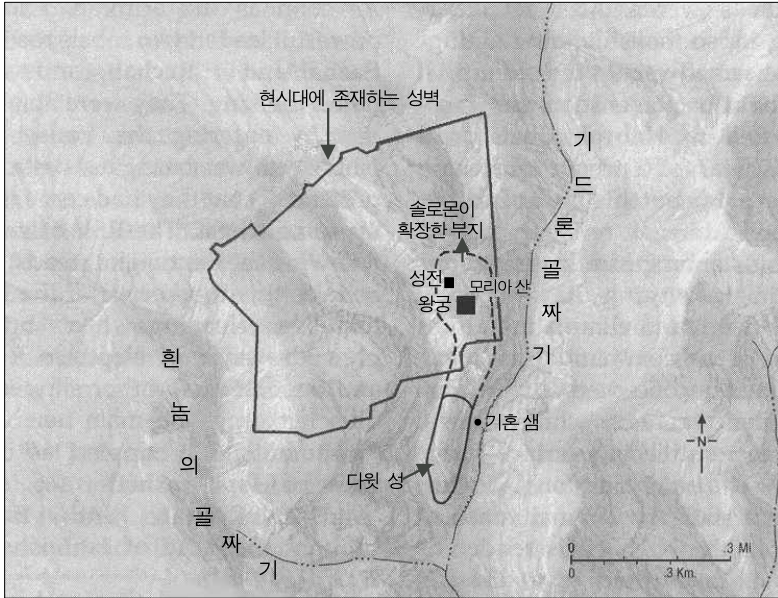 현시대에 존재하는 성벽
기드론골짜기
솔로몬이
확장한 부지
성전
모리아 산
왕궁
흰놈의골짜기
기혼 샘
다윗 성
N
0 .3 Mi
0 .3 Km.